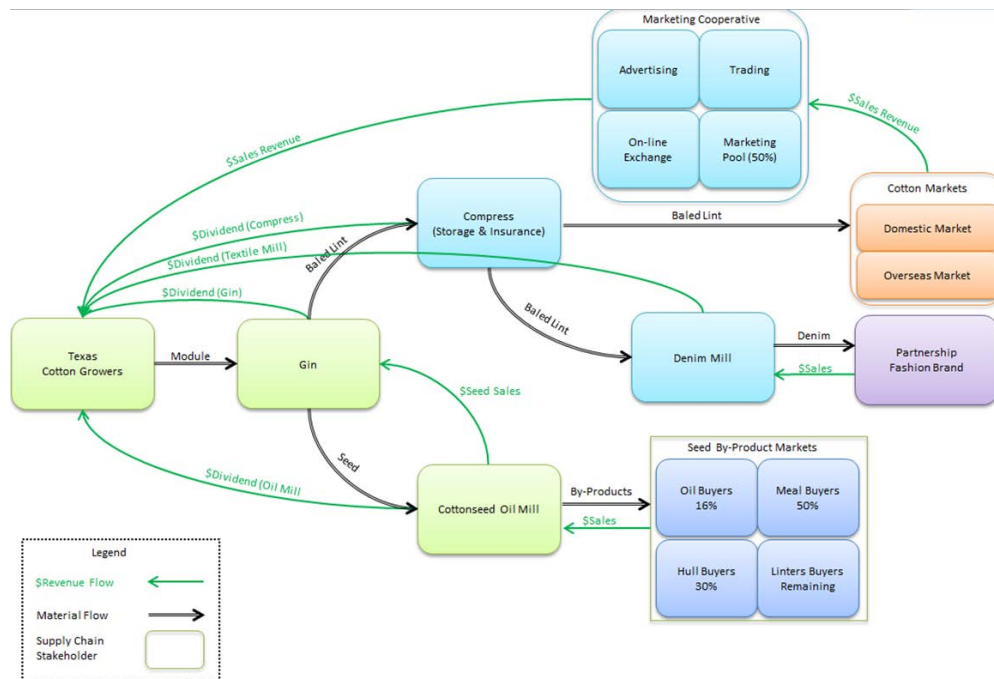 Marketing Cooperative
Advertising
Trading
On-line
Exchange
Marketing
Pool (50%)
$Sales Revenue
$Sales Revenue
Cotton Markets
Domestic Market
Overseas Market
Compress
(Storage & Insurance)
Baled Lint
$Dividend (Compress)
Baled Lint
$Dividend (Textile Mill)
$Dividend (Gin)
Baled Lint
Texas
Cotton Growers
Module
Gin
Denim Mill
Denim
$Sales
Partnership
Fashion Brand
$Seed Sales
Seed
$Dividend (Oil Mill
Cottonseed Oil Mill
By-Products
$Sales
Seed By-Product Markets
Oil Buyers
16%
Meal Buyers
50%
Hull Buyers
30%
Linters Buyers
Remaining
Legend
$Revenue Flow
Material Flow
Supply Chain
Stakeholder